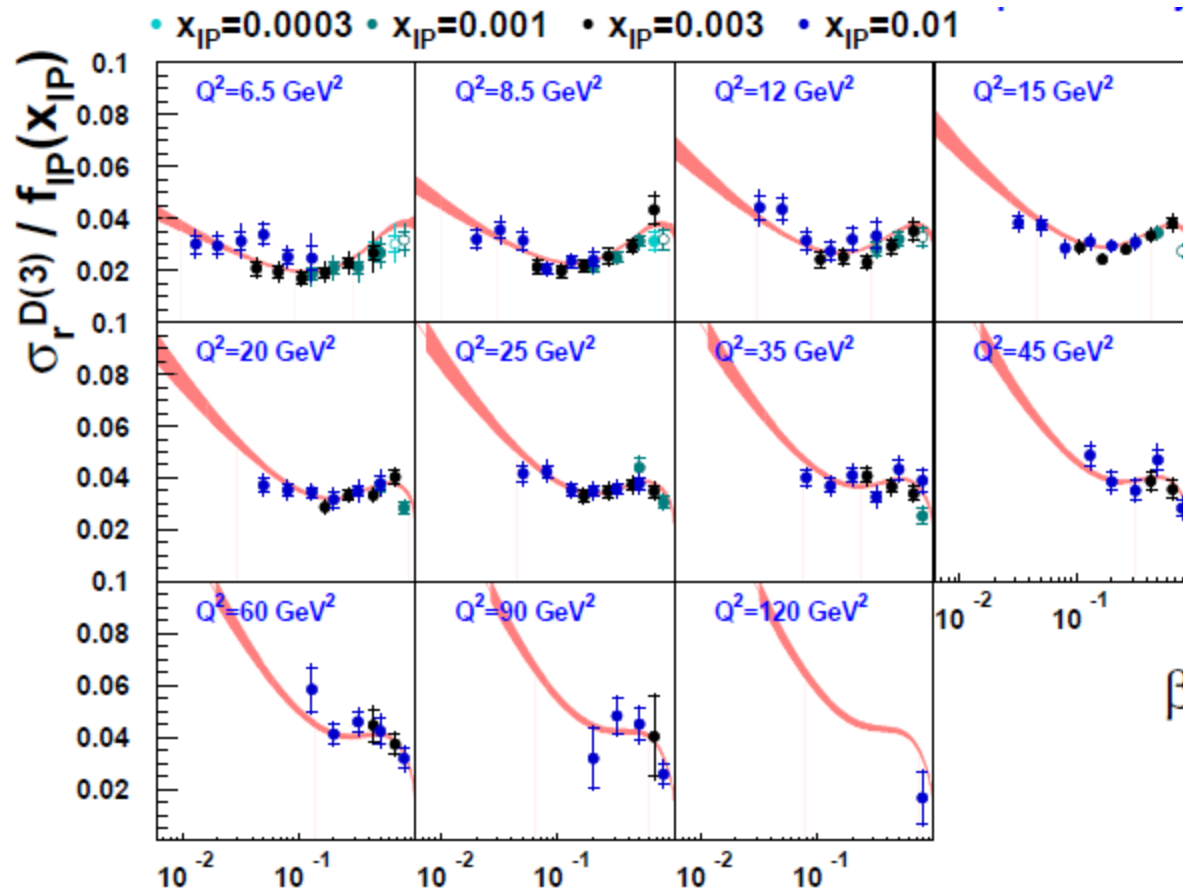 x_IP=0.0003 x_IP=0.001 x_IP=0.003 x_IP=0.01
σ_r^D(3) / f_IP(x_IP)
0.1
0.08
0.06
0.04
0.02
Q²=6.5 GeV² Q²=8.5 GeV² Q²=12 GeV² Q²=15 GeV²
0.1
0.08
0.06
0.04
0.02
Q²=20 GeV² Q²=25 GeV² Q²=35 GeV² Q²=45 GeV²
0.1
0.08
0.06
0.04
0.02
Q²=60 GeV² Q²=90 GeV² Q²=120 GeV²
10⁻² 10⁻¹
β
10⁻² 10⁻¹ 10⁻² 10⁻¹ 10⁻² 10⁻¹